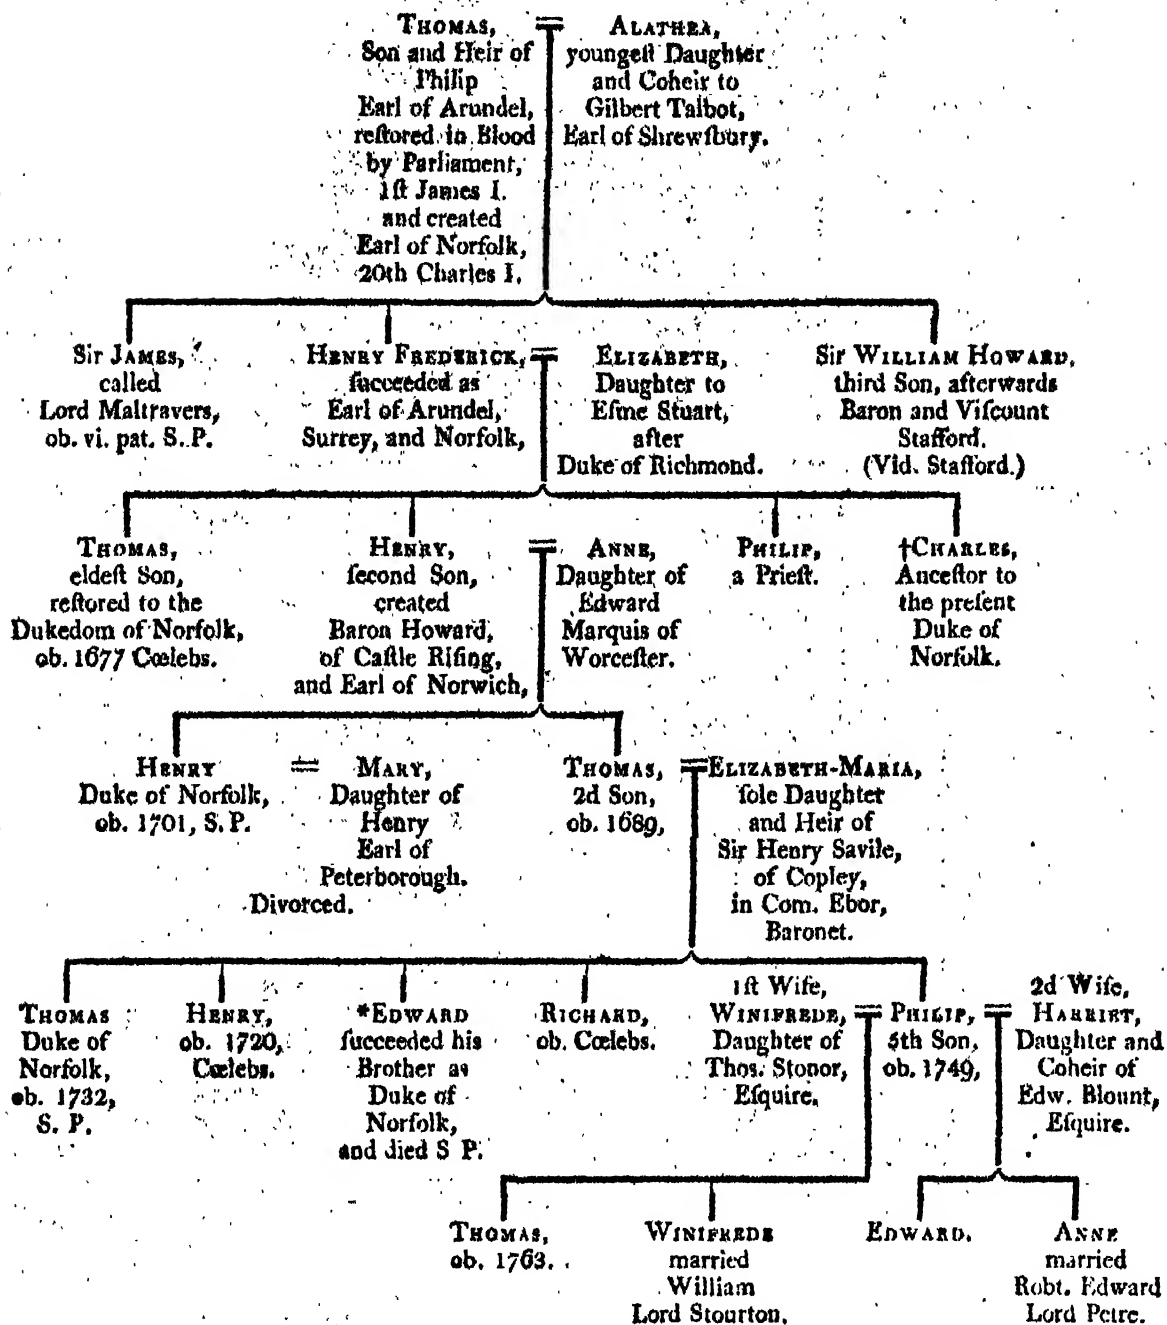 THOMAS,
Son and Heir of
Philip
Earl of Arundel,
reſtored in Blood
by Parliament,
1ſt James I.
and created
Earl of Norfolk,
20th Charles I.
ALATHEA,
youngeſt Daughter
and Coheir to
Gilbert Talbot,
Earl of Shrewſbury.
Sir JAMES,
called
Lord Maltravers,
ob. vi. pat. S. P.
HENRY FREDERICK,
ſucceeded as
Earl of Arundel,
Surrey, and Norfolk,
ELIZABETH,
Daughter to
Eſme Stuart,
after
Duke of Richmond.
Sir WILLIAM HOWARD,
third Son, afterwards
Baron and Viſcount
Stafford.
(Vid. Stafford.)
THOMAS,
eldeſt Son,
reſtored to the
Dukedom of Norfolk,
ob. 1677 Cœlebs.
HENRY,
ſecond Son,
created
Baron Howard,
of Caſtle Riſing,
and Earl of Norwich,
ANNE,
Daughter of
Edward
Marquis of
Worceſter.
PHILIP,
a Prieſt.
†CHARLES,
Anceſtor to
the preſent
Duke of
Norfolk.
HENRY
Duke of Norfolk,
ob. 1701, S. P.
MARY,
Daughter of
Henry
Earl of
Peterborough.
Divorced.
THOMAS,
2d Son,
ob. 1689,
ELIZABETH-MARIA,
ſole Daughter
and Heir of
Sir Henry Savile,
of Copley,
in Com. Ebor,
Baronet.
THOMAS
Duke of
Norfolk,
ob. 1732,
S. P.
HENRY,
ob. 1720,
Cœlebs.
*EDWARD
ſucceeded his
Brother as
Duke of
Norfolk,
and died S P.
RICHARD,
ob. Cœlebs.
1ſt Wife,
WINIFREDE,
Daughter of
Thos. Stonor,
Eſquire.
PHILIP,
5th Son,
ob. 1749,
2d Wife,
HARRIET,
Daughter and
Coheir of
Edw. Blount,
Eſquire.
THOMAS,
ob. 1763.
WINIFREDE
married
William
Lord Stourton.
EDWARD.
ANNE
married
Robt. Edward
Lord Petre.